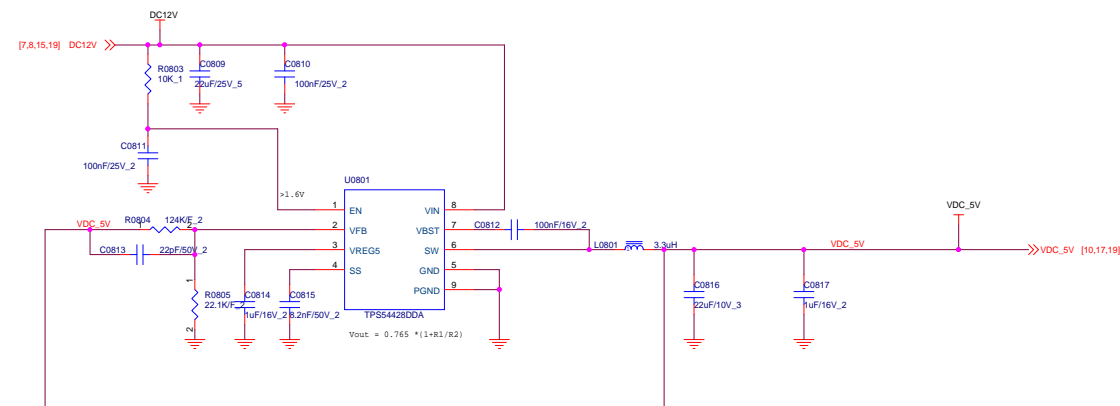 DC12V
[7,8,15,19] DC12V
R0803
10K_1
C0809
22uF/25V_5
C0810
100nF/25V_2
C0811
100nF/25V_2
U0801
>1.6V
1 EN VIN 8
2 VFB VBST 7
3 VREG5 SW 6
4 SS GND 5
PGND 9
TPS54428DDA
Vout = 0.765 *(1+R1/R2)
VDC_5V
R0804 124K/F_2
1 2
C0813 22pF/50V_2
1
R0805
22.1K/F_2
2
C0814
1uF/16V_2
C0815
8.2nF/50V_2
C0812 100nF/16V_2
L0801 3.3uH
VDC_5V
VDC_5V
VDC_5V [10,17,19]
C0816
22uF/10V_3
C0817
1uF/16V_2